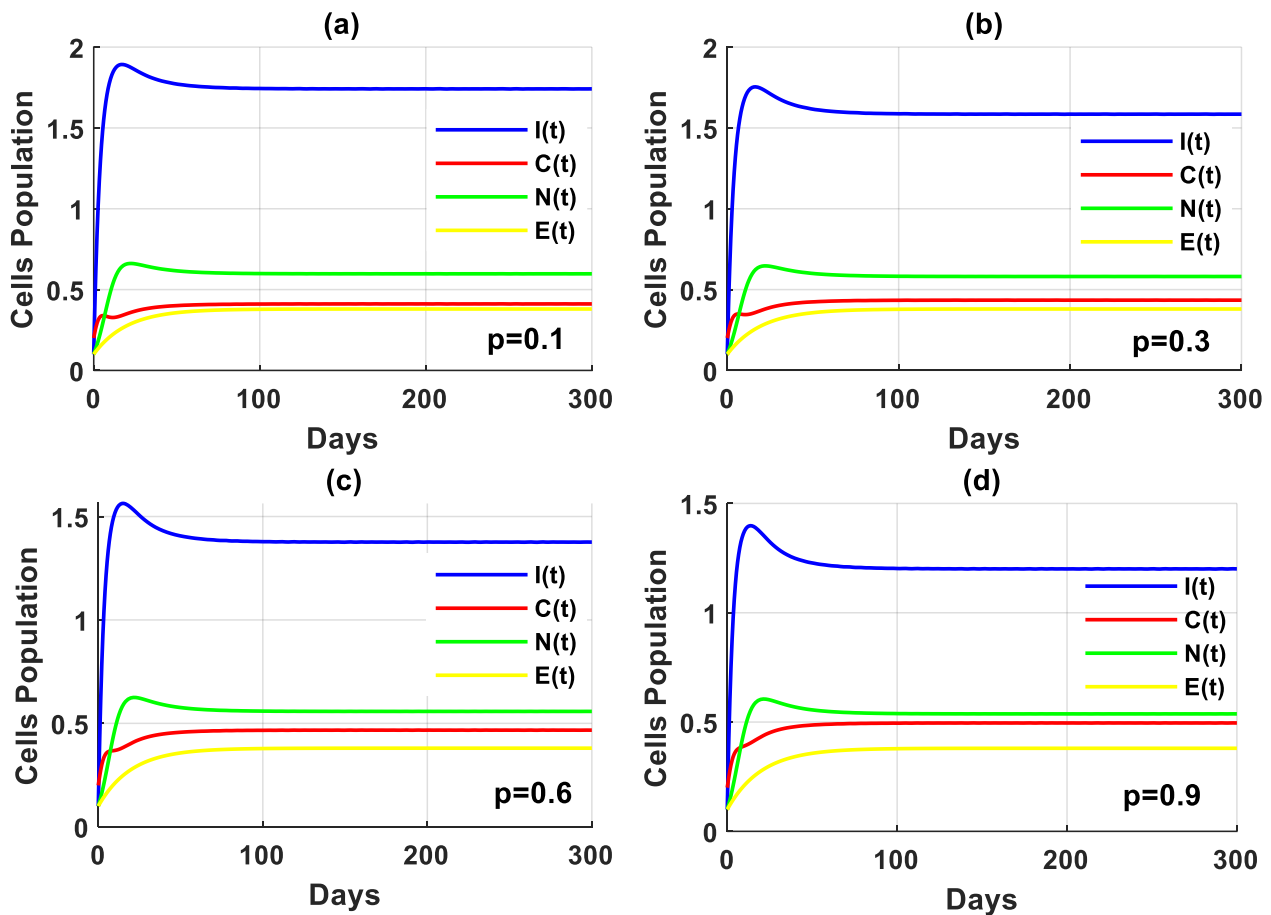 (a)
Cells Population
2
1.5
1
0.5
0
I(t)
C(t)
N(t)
E(t)
p=0.1
0 100 200 300
Days
(b)
Cells Population
2
1.5
1
0.5
0
I(t)
C(t)
N(t)
E(t)
p=0.3
0 100 200 300
Days
(c)
Cells Population
1.5
1
0.5
0
I(t)
C(t)
N(t)
E(t)
p=0.6
0 100 200 300
Days
(d)
Cells Population
1.5
1
0.5
0
I(t)
C(t)
N(t)
E(t)
p=0.9
0 100 200 300
Days